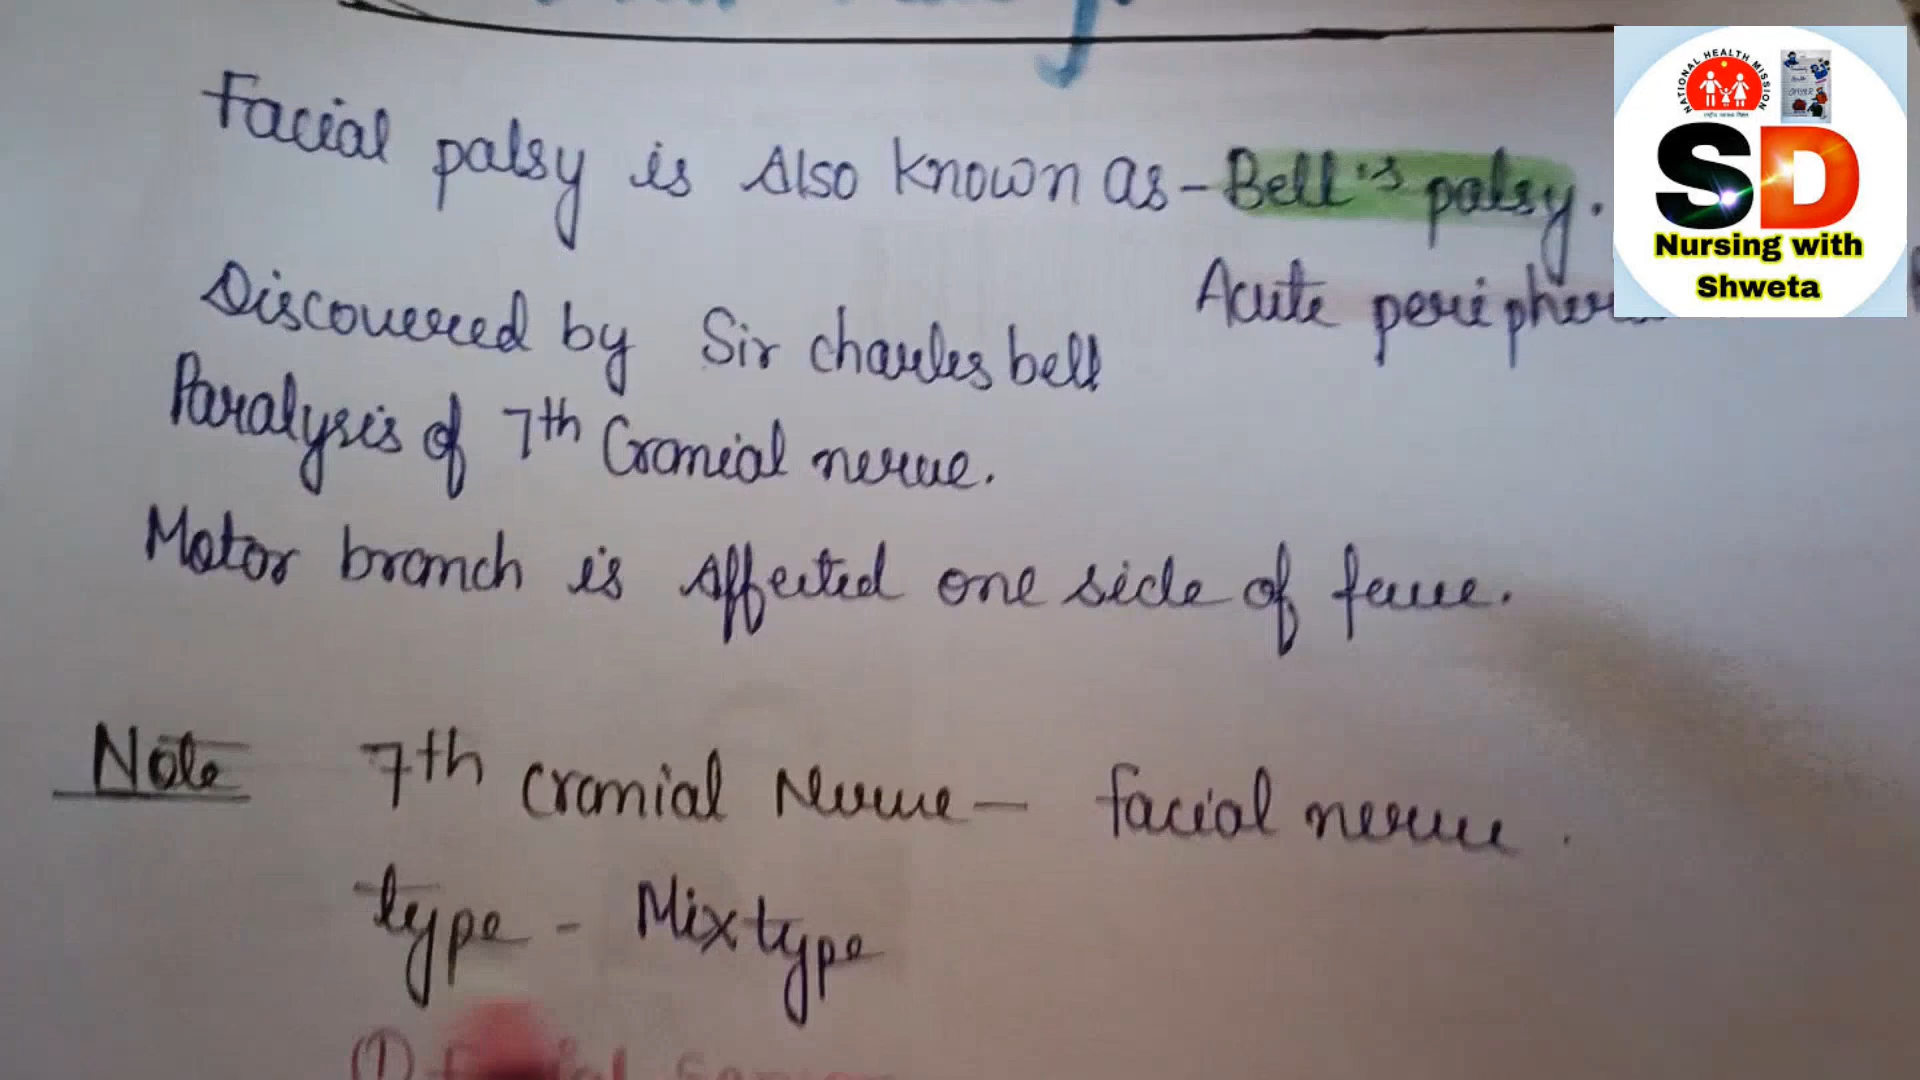 Facial palsy is Also known as - Bell's palsy.
Acute
Discovered by Sir charles bell
Paralysis of 7th Cranial nerve.
Motor branch is affected one side of face.
Note 7th cranial Nerve - facial nerve.
type - Mix type
(1)
NATIONAL HEALTH MISSION
SD
Nursing with
Shweta